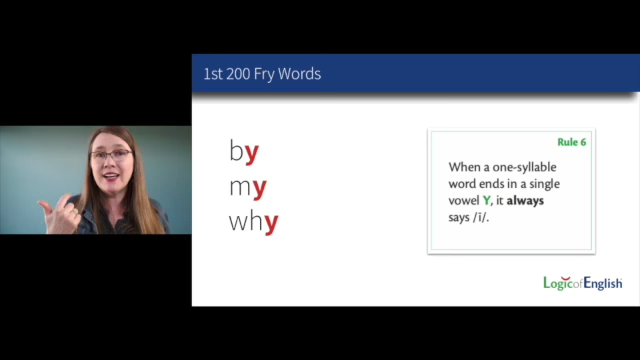 1st 200 Fry Words
by
my
why
Rule 6
When a one-syllable
word ends in a single
vowel Y, it always
says /ī/.
LogicofEnglish